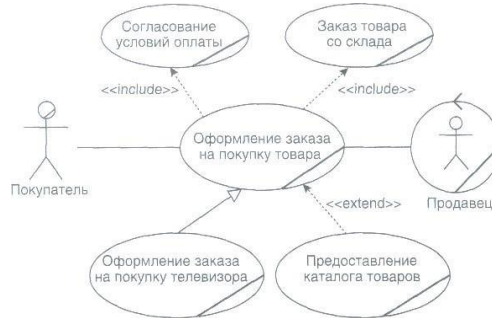 Согласование
условий оплаты
Заказ товара
со склада
<<include>>
<<include>>
Оформление заказа
на покупку товара
Покупатель
Продавец
<<extend>>
Оформление заказа
на покупку телевизора
Предоставление
каталога товаров